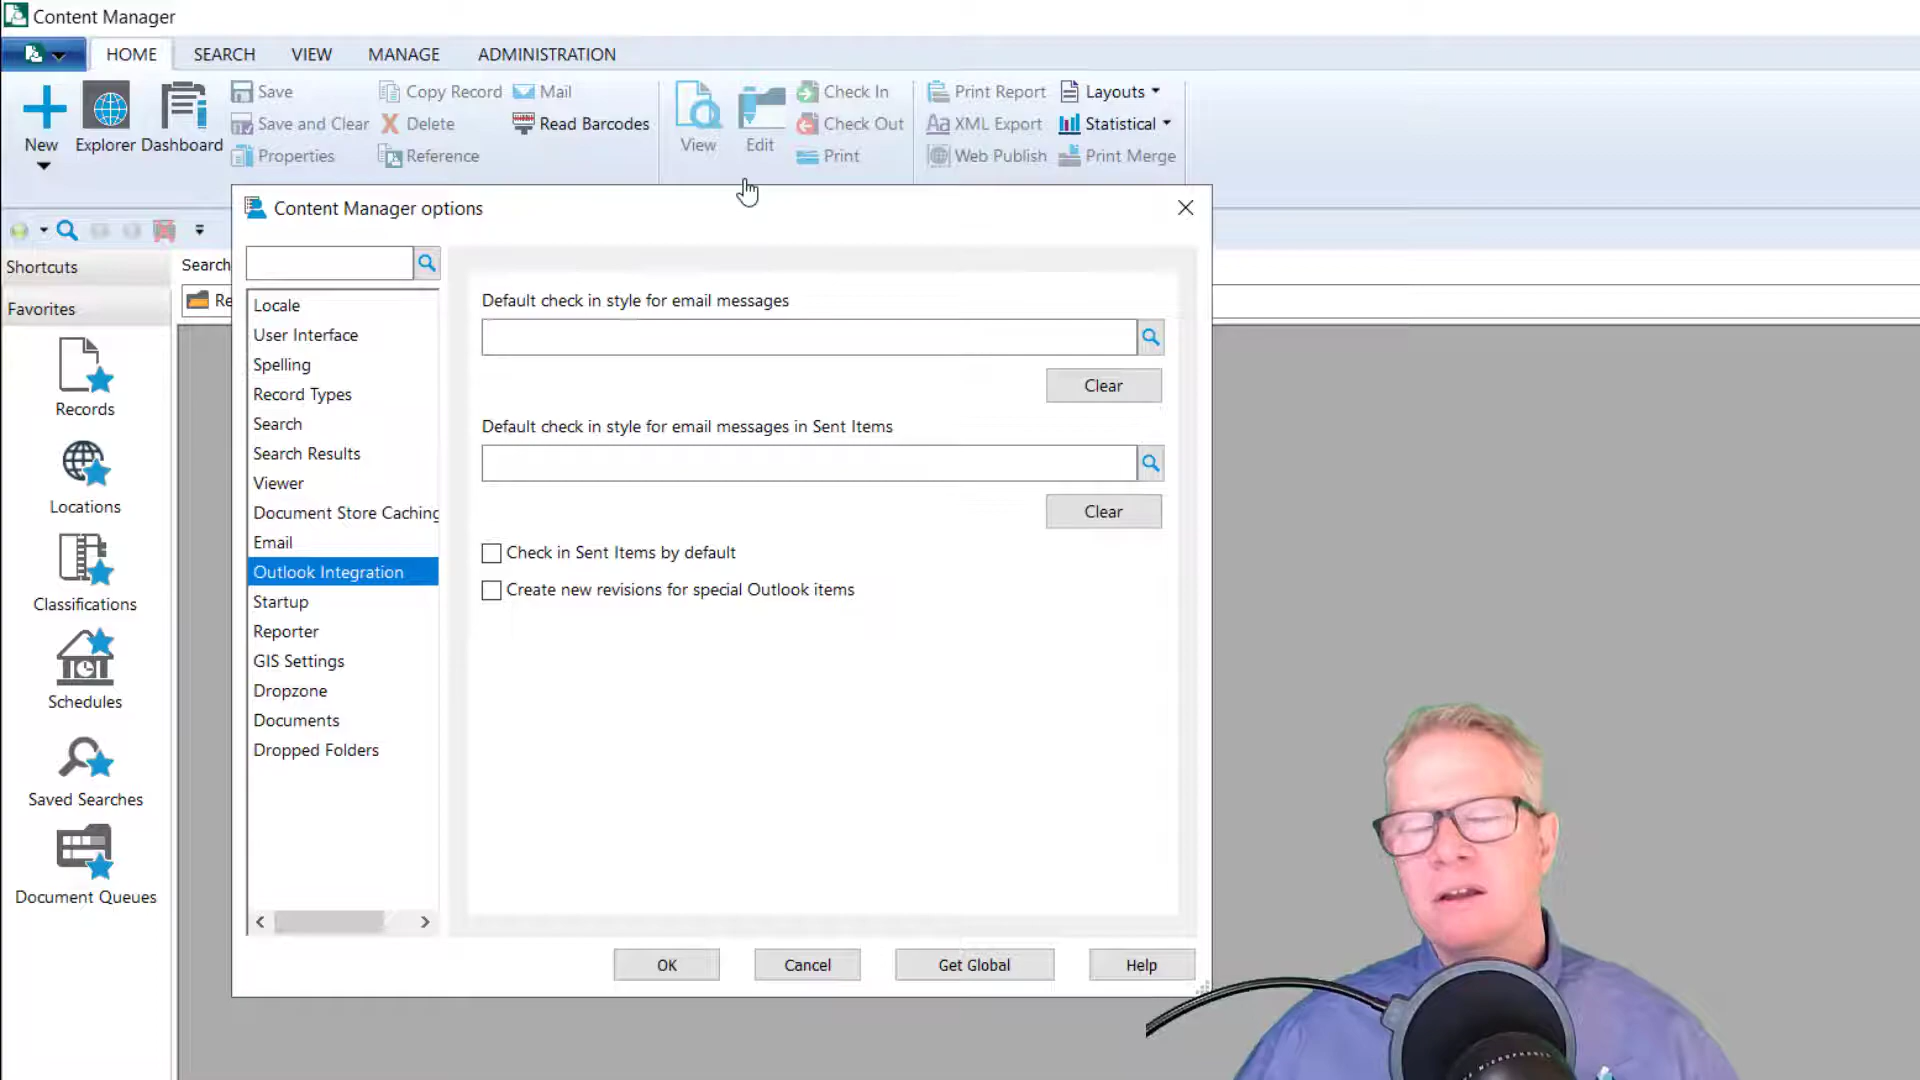 Content Manager
HOME SEARCH VIEW MANAGE ADMINISTRATION
New
Explorer
Dashboard
Save
Save and Clear
Properties
Copy Record
Delete
Reference
Mail
Read Barcodes
View
Edit
Check In
Check Out
Print
Print Report
XML Export
Web Publish
Layouts
Statistical
Print Merge
Shortcuts
Favorites
Records
Locations
Classifications
Schedules
Saved Searches
Document Queues
Search
Re
Content Manager options
Locale
User Interface
Spelling
Record Types
Search
Search Results
Viewer
Document Store Caching
Email
Outlook Integration
Startup
Reporter
GIS Settings
Dropzone
Documents
Dropped Folders
Default check in style for email messages
Clear
Default check in style for email messages in Sent Items
Clear
Check in Sent Items by default
Create new revisions for special Outlook items
OK Cancel Get Global Help